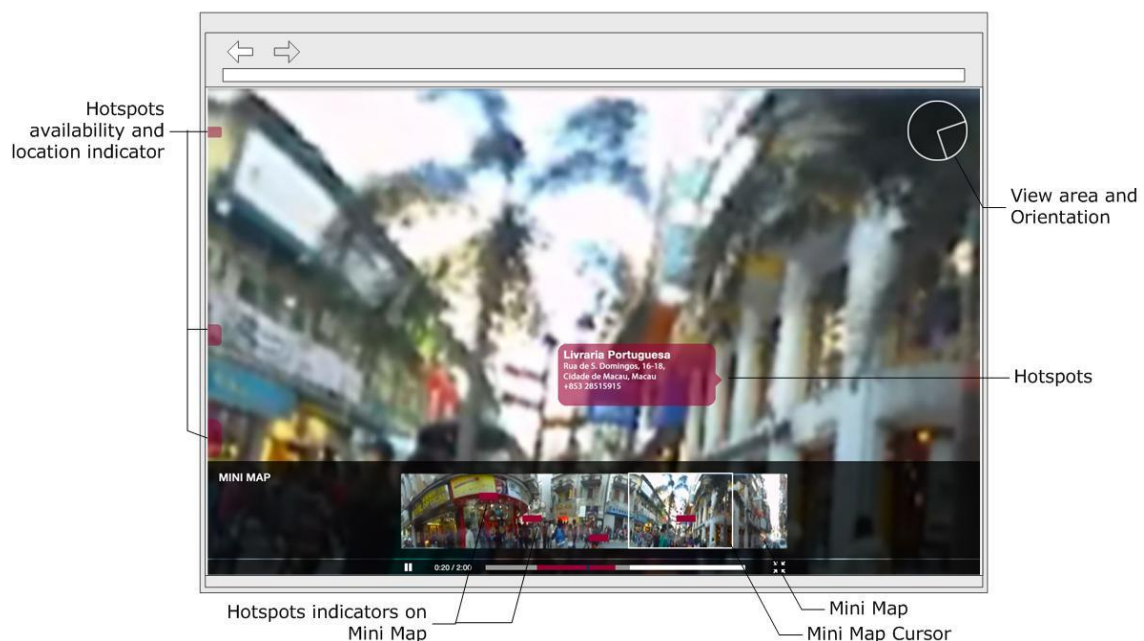 Hotspots
availability and
location indicator
View area and
Orientation
Livraria Portuguesa
Rua de S. Domingos, 16-18,
Cidade de Macau, Macau
+853 28515915
Hotspots
MINI MAP
0:20 / 2:00
Hotspots indicators on
Mini Map
Mini Map
Mini Map Cursor